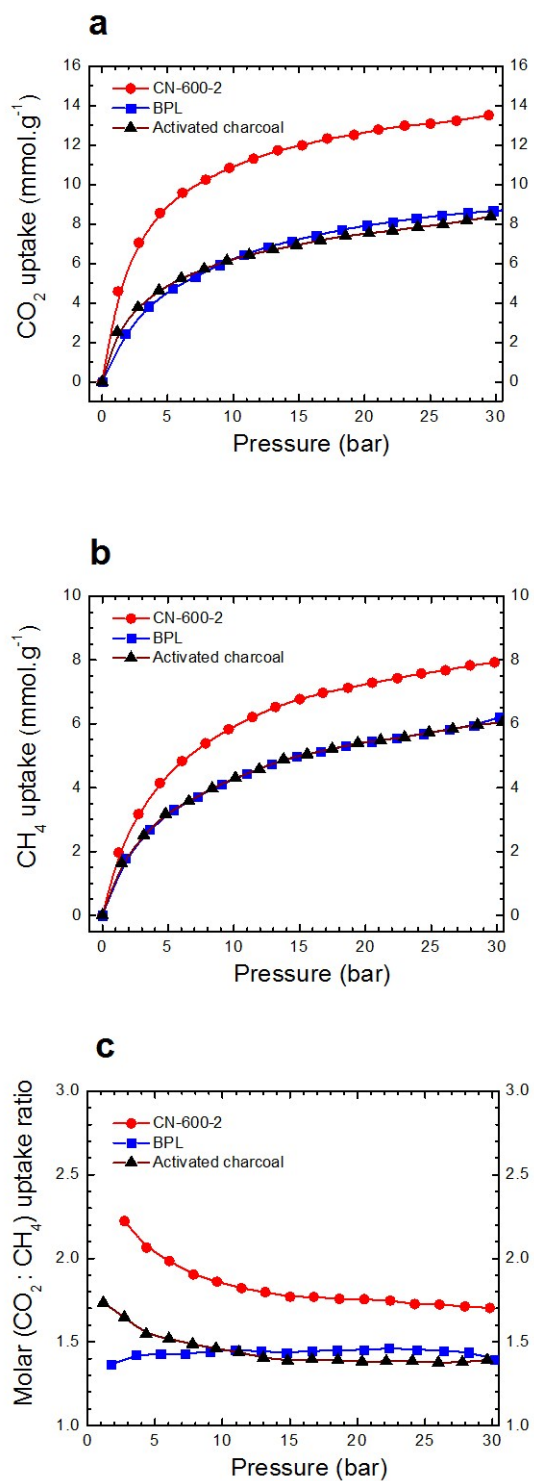 a
16
14
12
10
8
6
4
2
0
CO2 uptake (mmol.g-1)
CN-600-2
BPL
Activated charcoal
16
14
12
10
8
6
4
2
0
0 5 10 15 20 25 30
Pressure (bar)
b
10
8
6
4
2
0
CH4 uptake (mmol.g-1)
CN-600-2
BPL
Activated charcoal
10
8
6
4
2
0
0 5 10 15 20 25 30
Pressure (bar)
c
3.0
2.5
2.0
1.5
1.0
Molar (CO2 : CH4) uptake ratio
CN-600-2
BPL
Activated charcoal
3.0
2.5
2.0
1.5
1.0
0 5 10 15 20 25 30
Pressure (bar)